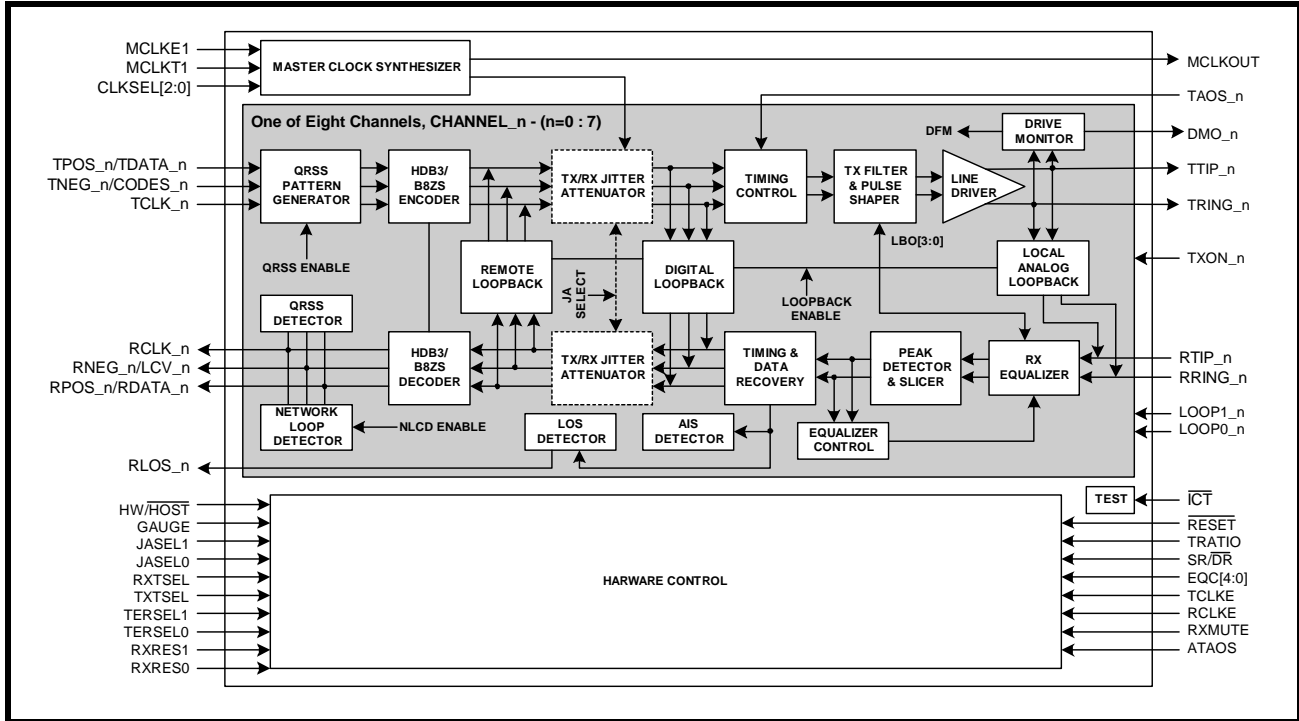 MCLKE1
MCLKT1
CLKSEL[2:0]
MASTER CLOCK SYNTHESIZER
MCLKOUT
TAOS_n
One of Eight Channels, CHANNEL_n - (n=0 : 7)
DFM
DRIVE
MONITOR
DMO_n
TPOS_n/TDATA_n
TNEG_n/CODES_n
TCLK_n
QRSS
PATTERN
GENERATOR
HDB3/
B8ZS
ENCODER
TX/RX JITTER
ATTENUATOR
TIMING
CONTROL
TX FILTER
& PULSE
SHAPER
LINE
DRIVER
TTIP_n
TRING_n
LBO[3:0]
QRSS ENABLE
REMOTE
LOOPBACK
JA
SELECT
DIGITAL
LOOPBACK
LOOPBACK
ENABLE
LOCAL
ANALOG
LOOPBACK
TXON_n
QRSS
DETECTOR
RCLK_n
RNEG_n/LCV_n
RPOS_n/RDATA_n
HDB3/
B8ZS
DECODER
TX/RX JITTER
ATTENUATOR
TIMING &
DATA
RECOVERY
PEAK
DETECTOR
& SLICER
RX
EQUALIZER
RTIP_n
RRING_n
NETWORK
LOOP
DETECTOR
NLCD ENABLE
LOS
DETECTOR
AIS
DETECTOR
EQUALIZER
CONTROL
LOOP1_n
LOOP0_n
RLOS_n
TEST
ICT
HW/HOST
GAUGE
JASEL1
JASEL0
RXTSEL
TXTSEL
TERSEL1
TERSEL0
RXRES1
RXRES0
HARWARE CONTROL
RESET
TRATIO
SR/DR
EQC[4:0]
TCLKE
RCLKE
RXMUTE
ATAOS